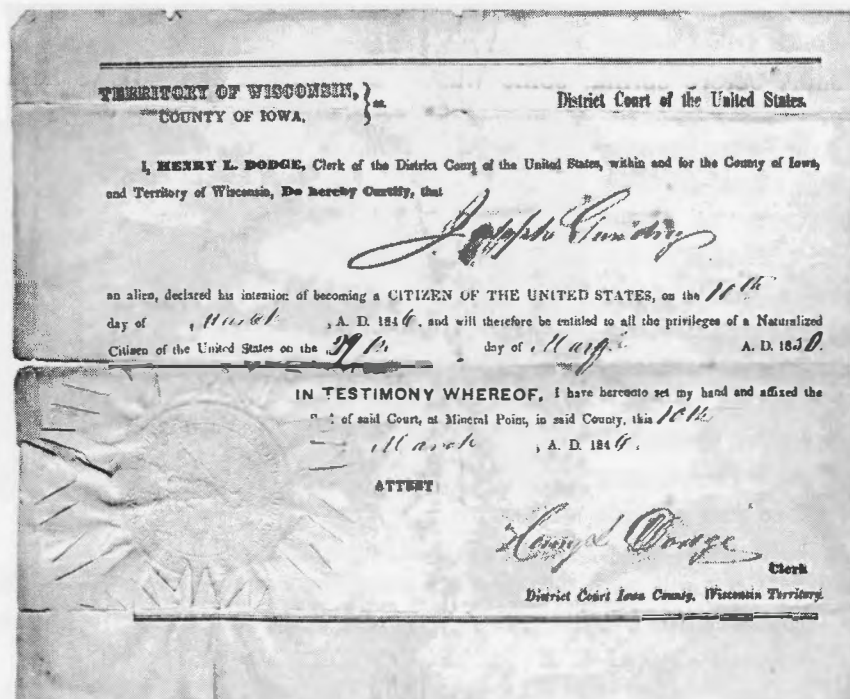 TERRITORY OF WISCONSIN, } ss.
COUNTY OF IOWA,
District Court of the United States.
I, HENRY L. DODGE, Clerk of the District Court of the United States, within and for the County of Iowa,
and Territory of Wisconsin, Do hereby Certify, that
Joseph Gundry
an alien, declared his intention of becoming a CITIZEN OF THE UNITED STATES, on the 10th
day of March, A. D. 1846, and will therefore be entitled to all the privileges of a Naturalized
Citizen of the United States on the 29th day of A. D. 1850.
IN TESTIMONY WHEREOF, I have hereunto set my hand and affixed the
of said Court, at Mineral Point, in said County, this 10th
March, A. D. 1846.
ATTEST
Henry L Dodge
Clerk
District Court Iowa County, Wisconsin Territory.